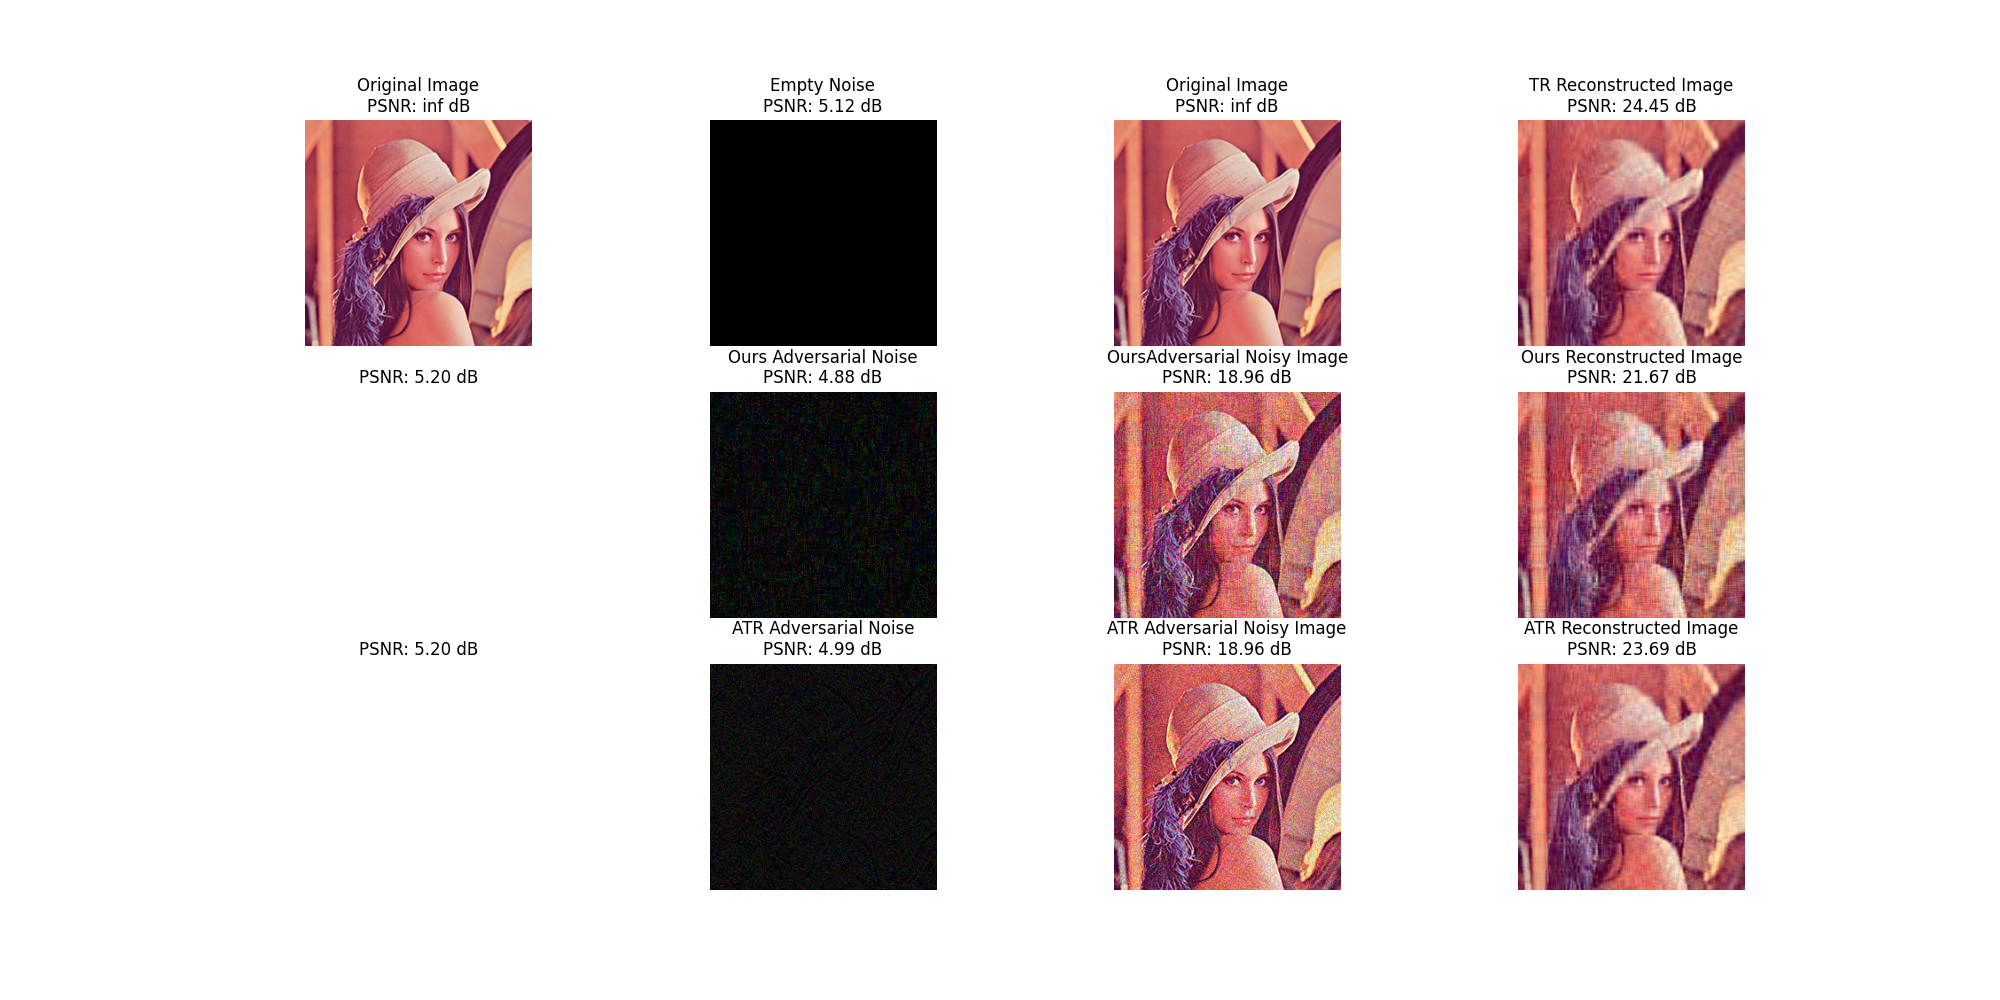 Original Image
PSNR: inf dB
Empty Noise
PSNR: 5.12 dB
Original Image
PSNR: inf dB
TR Reconstructed Image
PSNR: 24.45 dB
PSNR: 5.20 dB
Ours Adversarial Noise
PSNR: 4.88 dB
OursAdversarial Noisy Image
PSNR: 18.96 dB
Ours Reconstructed Image
PSNR: 21.67 dB
PSNR: 5.20 dB
ATR Adversarial Noise
PSNR: 4.99 dB
ATR Adversarial Noisy Image
PSNR: 18.96 dB
ATR Reconstructed Image
PSNR: 23.69 dB